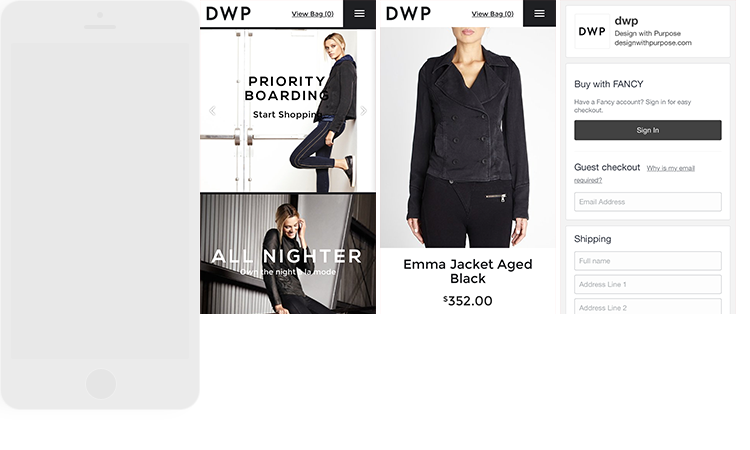 DWP
View Bag (0)
PRIORITY
BOARDING
Start Shopping
ALL NIGHTER
Own the night a la mode
DWP
View Bag (0)
Emma Jacket Aged
Black
$352.00
DWP
dwp
Design with Purpose
designwithpurpose.com
Buy with FANCY
Have a Fancy account? Sign in for easy
checkout.
Sign In
Guest checkout Why is my email
required?
Email Address
Shipping
Full name
Address Line 1
Address Line 2